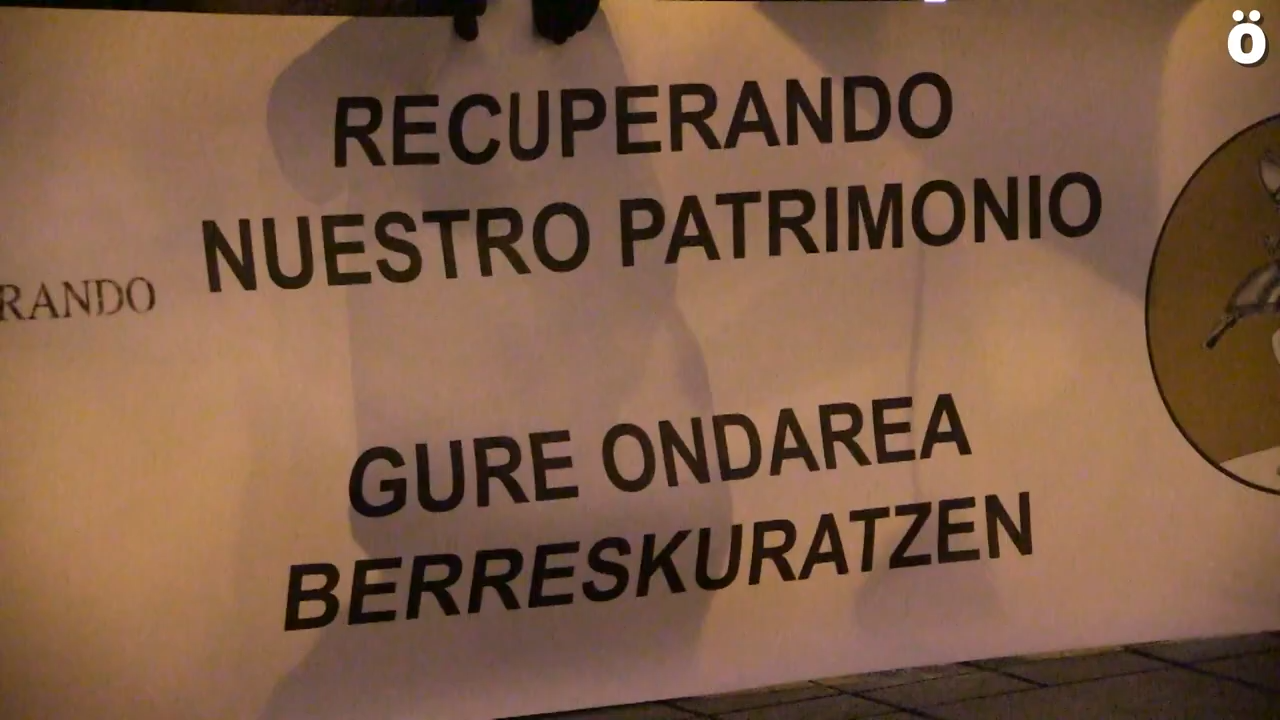 ö
RECUPERANDO
NUESTRO PATRIMONIO
RANDO
GURE ONDAREA
BERRESKURATZEN